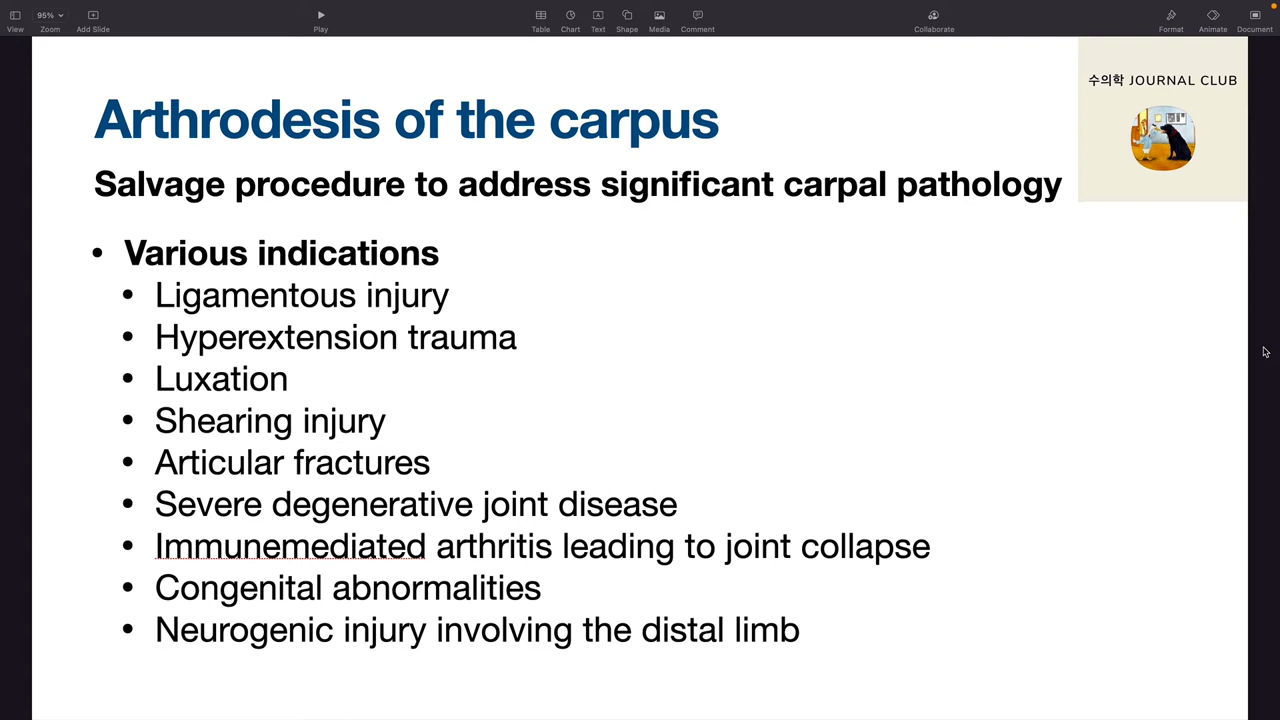 95%
View
Zoom
Add Slide
Play
Table
Chart
Text
Shape
Media
Comment
Collaborate
Format
Animate
Document
수의학 JOURNAL CLUB
Arthrodesis of the carpus
Salvage procedure to address significant carpal pathology
• Various indications
• Ligamentous injury
• Hyperextension trauma
• Luxation
• Shearing injury
• Articular fractures
• Severe degenerative joint disease
• Immunemediated arthritis leading to joint collapse
• Congenital abnormalities
• Neurogenic injury involving the distal limb